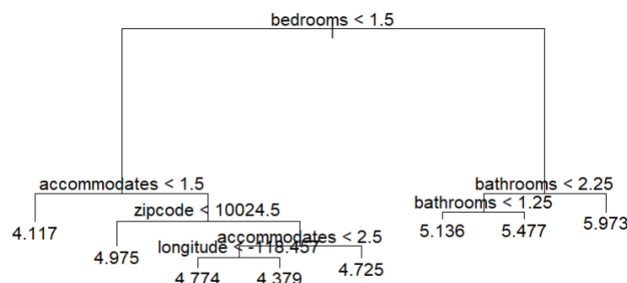 bedrooms < 1.5
accommodates < 1.5
bathrooms < 2.25
zipcode < 10024.5
bathrooms < 1.25
4.117
4.975
accommodates < 2.5
longitude < -118.457
4.774
4.379
4.725
5.136
5.477
5.973